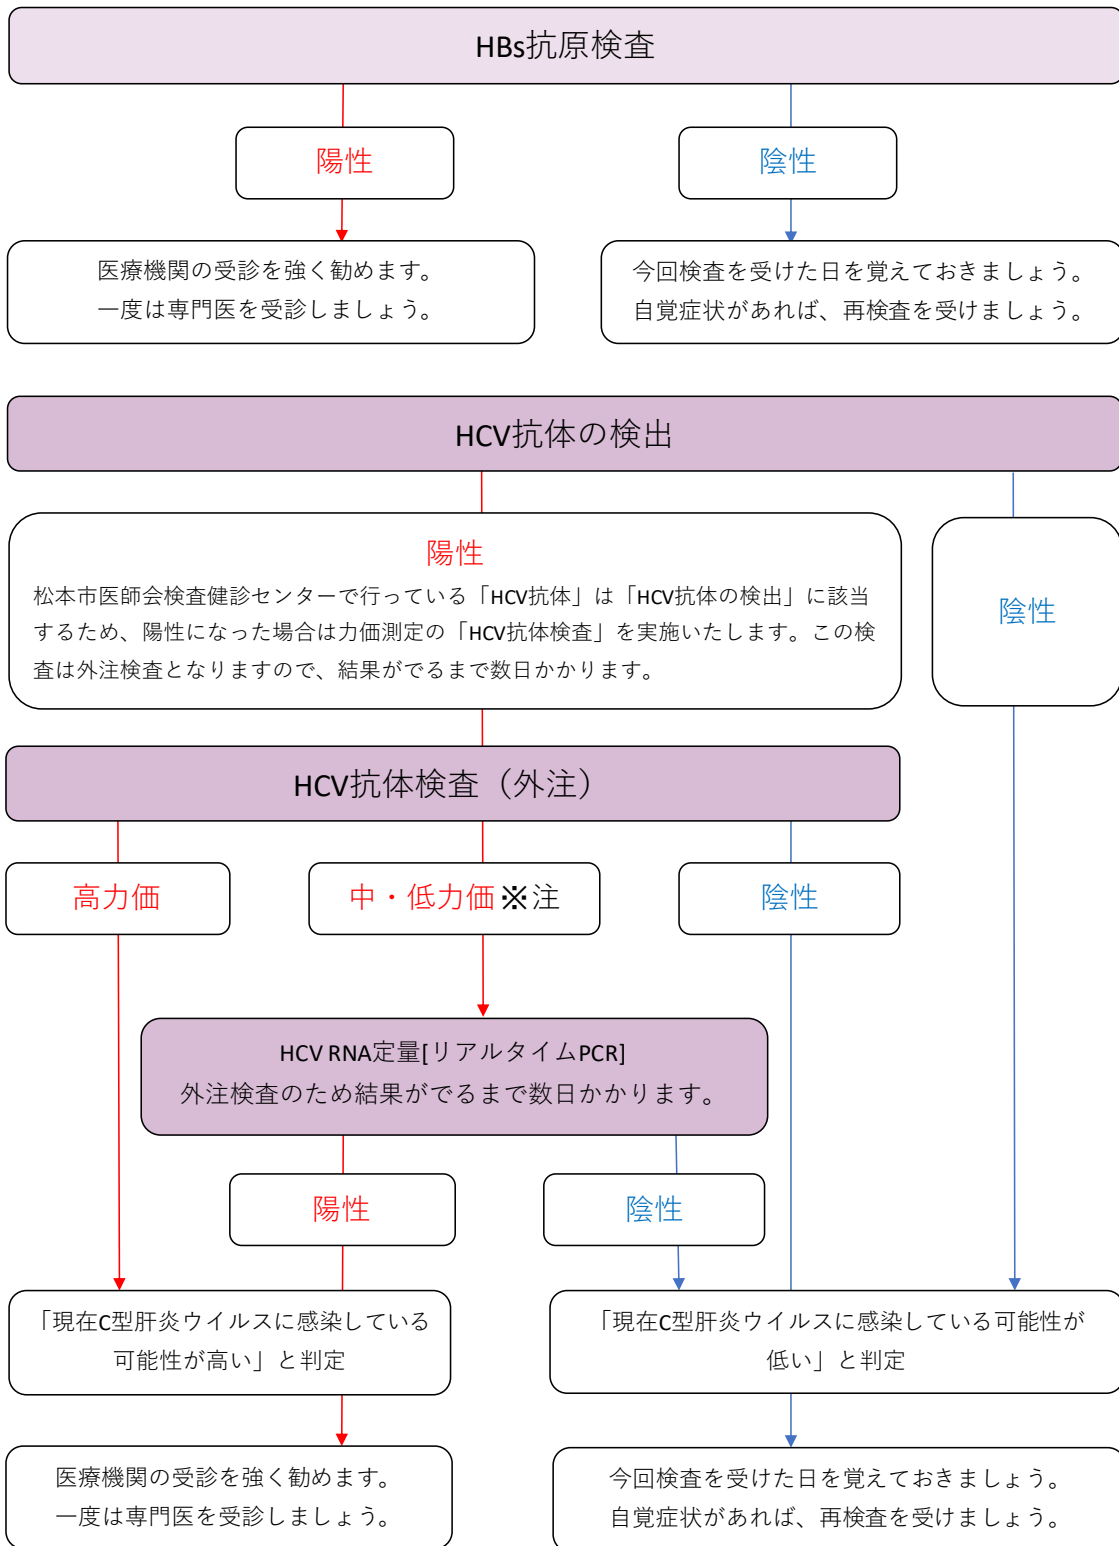 HBs抗原検査
陽性
陰性
医療機関の受診を強く勧めます。
一度は専門医を受診しましょう。
今回検査を受けた日を覚えておきましょう。
自覚症状があれば、再検査を受けましょう。
HCV抗体の検出
陽性
松本市医師会検査健診センターで行っている「HCV抗体」は「HCV抗体の検出」に該当
するため、陽性になった場合は力価測定の「HCV抗体検査」を実施いたします。この検
査は外注検査となりますので、結果がでるまで数日かかります。
陰性
HCV抗体検査（外注）
高力価
中・低力価※注
陰性
HCV RNA定量[リアルタイムPCR]
外注検査のため結果がでるまで数日かかります。
陽性
陰性
「現在C型肝炎ウイルスに感染している
可能性が高い」と判定
「現在C型肝炎ウイルスに感染している可能性が
低い」と判定
医療機関の受診を強く勧めます。
一度は専門医を受診しましょう。
今回検査を受けた日を覚えておきましょう。
自覚症状があれば、再検査を受けましょう。